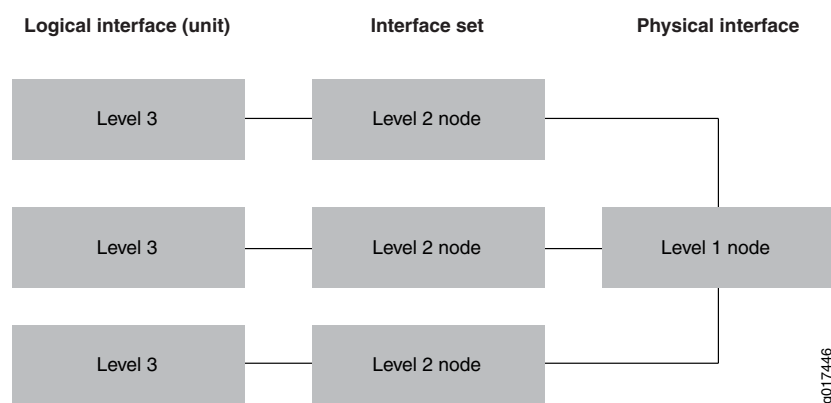 Logical interface (unit)
Interface set
Physical interface
Level 3
Level 2 node
Level 3
Level 2 node
Level 1 node
Level 3
Level 2 node
g017446